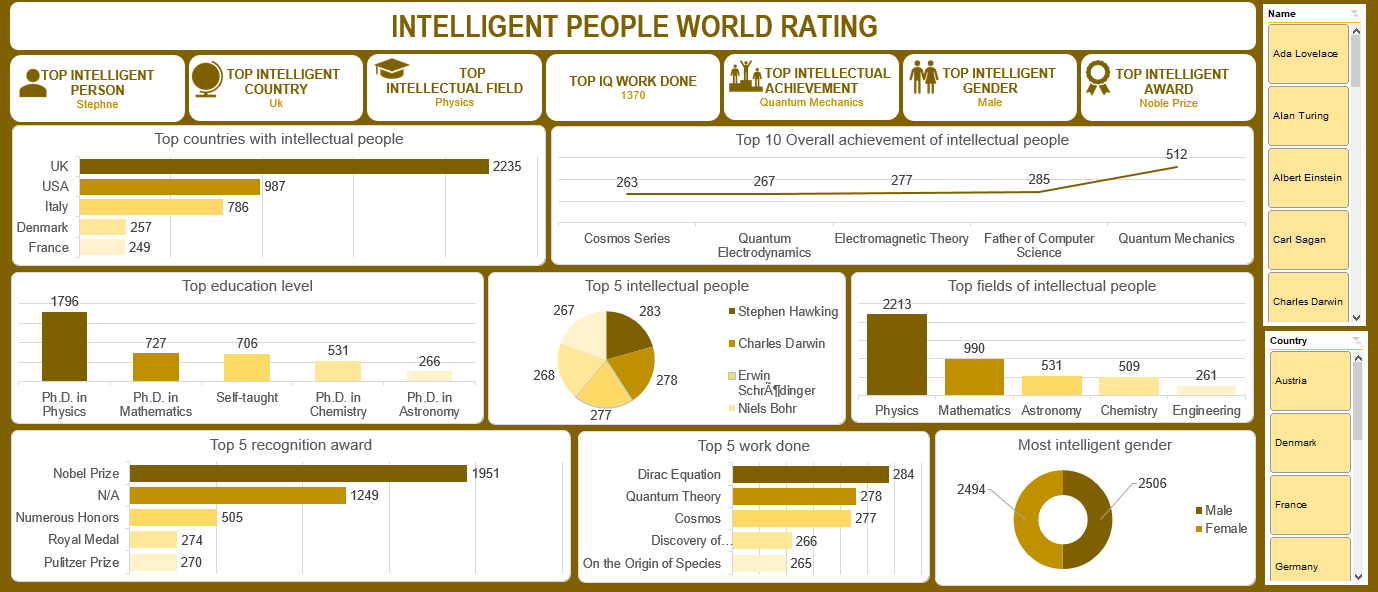 INTELLIGENT PEOPLE WORLD RATING
TOP INTELLIGENT
PERSON
Stephne
TOP INTELLIGENT
COUNTRY
Uk
TOP
INTELLECTUAL FIELD
Physics
TOP IQ WORK DONE
1370
TOP INTELLECTUAL
ACHIEVEMENT
Quantum Mechanics
TOP INTELLIGENT
GENDER
Male
TOP INTELLIGENT
AWARD
Noble Prize
Top countries with intellectual people
UK 2235
USA 987
Italy 786
Denmark 257
France 249
Top 10 Overall achievement of intellectual people
263 267 277 285 512
Cosmos Series
Quantum
Electrodynamics
Electromagnetic Theory
Father of Computer
Science
Quantum Mechanics
Top education level
1796 727 706 531 266
Ph.D. in
Physics
Ph.D. in
Mathematics
Self-taught
Ph.D. in
Chemistry
Ph.D. in
Astronomy
Top 5 intellectual people
283
278
277
268
267
Stephen Hawking
Charles Darwin
Erwin
SchrÃ¶dinger
Niels Bohr
Top fields of intellectual people
2213 990 531 509 261
Physics Mathematics Astronomy Chemistry Engineering
Top 5 recognition award
Nobel Prize 1951
N/A 1249
Numerous Honors 505
Royal Medal 274
Pulitzer Prize 270
Top 5 work done
Dirac Equation 284
Quantum Theory 278
Cosmos 277
Discovery of... 266
On the Origin of Species 265
Most intelligent gender
2494 2506
Male
Female
Name
Ada Lovelace
Alan Turing
Albert Einstein
Carl Sagan
Charles Darwin
Country
Austria
Denmark
France
Germany